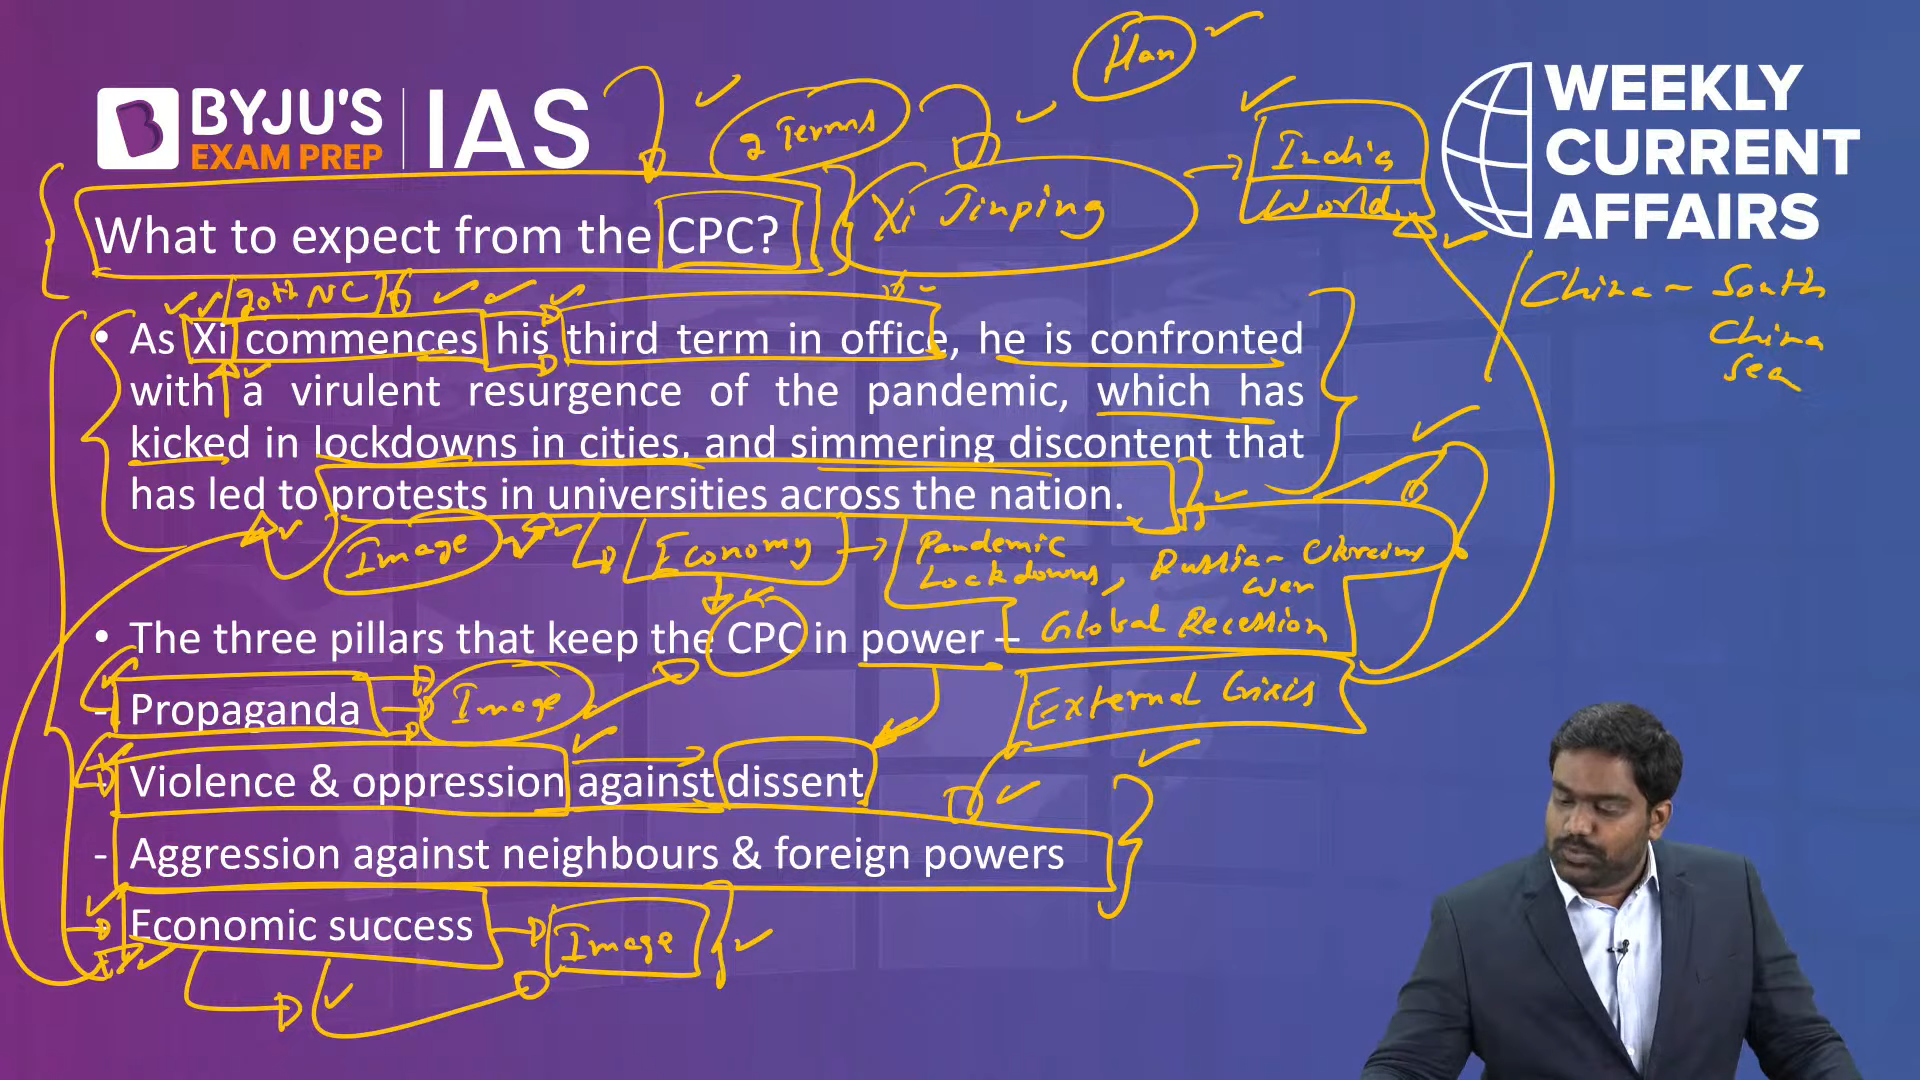 Han
BYJU'S
EXAM PREP
IAS
WEEKLY
CURRENT
AFFAIRS
2 Terms
India
World
What to expect from the CPC?
Xi Jinping
20th NC
China - South
China
Sea
• As Xi commences his third term in office, he is confronted
with a virulent resurgence of the pandemic, which has
kicked in lockdowns in cities, and simmering discontent that
has led to protests in universities across the nation.
Image
Economy
Pandemic
Lockdowns, Russia - Ukraine
war
Global Recession
• The three pillars that keep the CPC in power –
External Crisis
- Propaganda
Image
- Violence & oppression against dissent
- Aggression against neighbours & foreign powers
- Economic success
Image